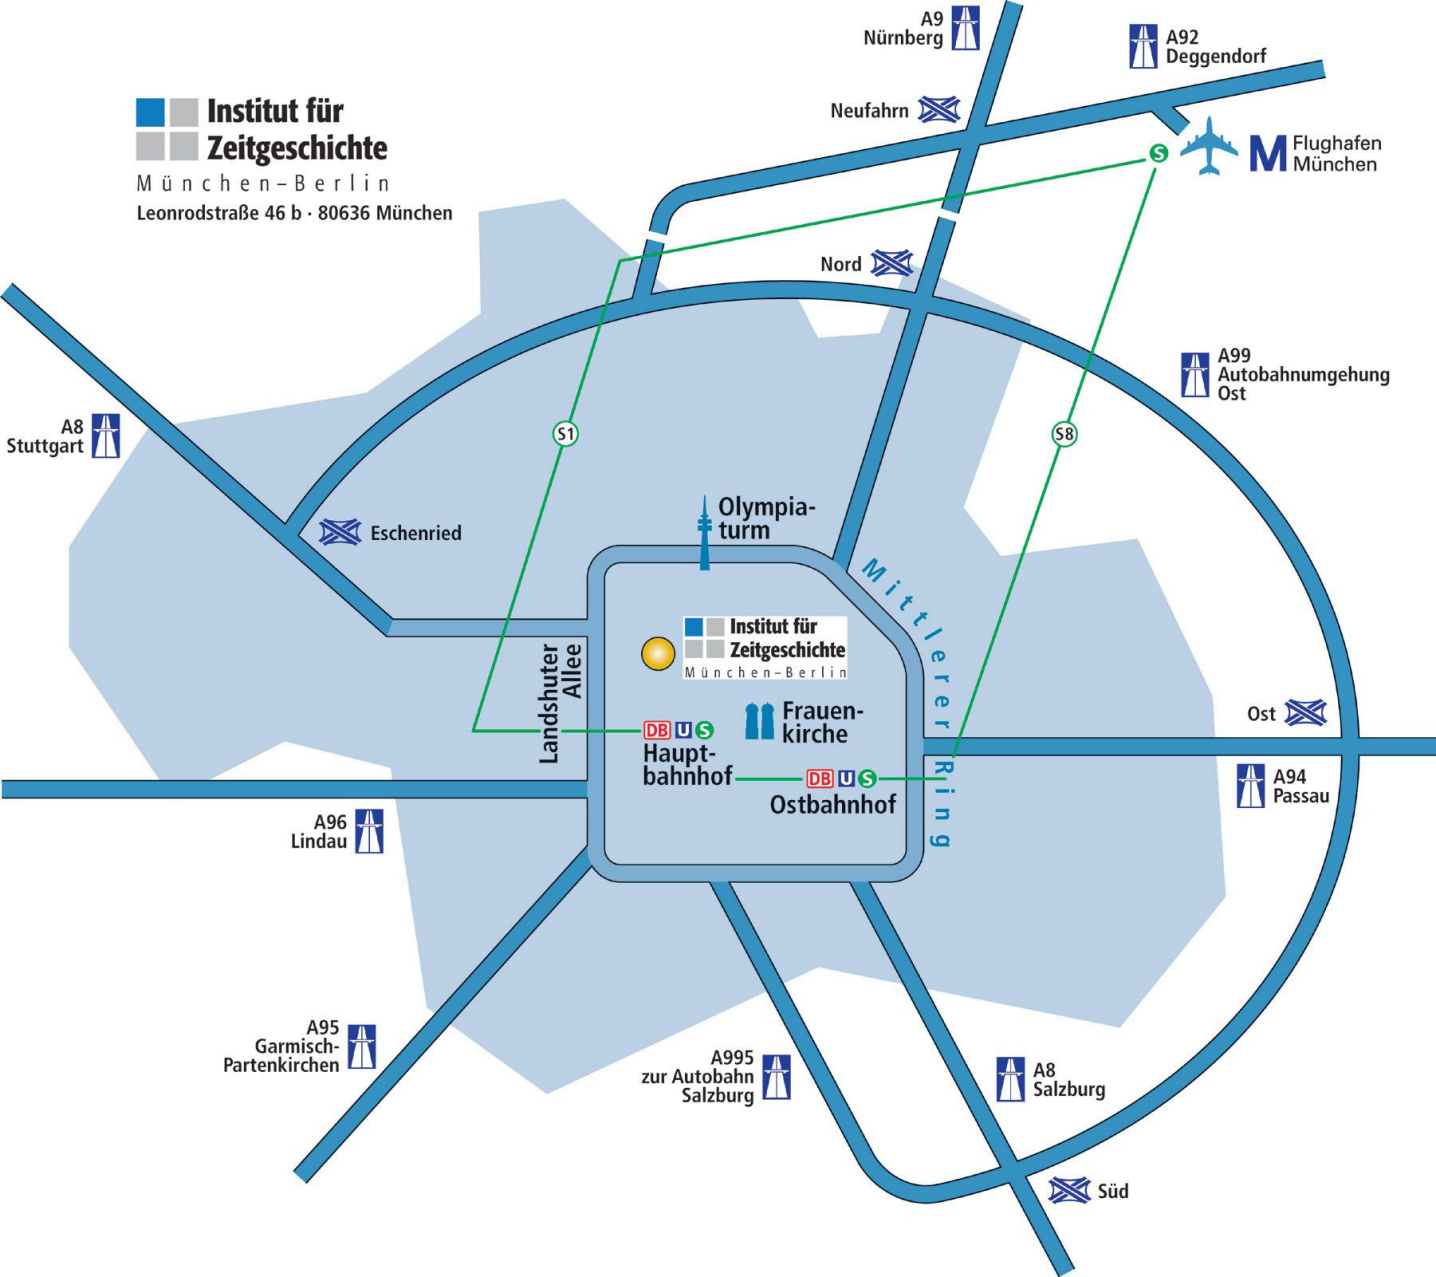 A9
Nürnberg
A92
Deggendorf
Neufahrn
Institut für
Zeitgeschichte
München–Berlin
Leonrodstraße 46 b · 80636 München
S
M Flughafen
München
Nord
A99
Autobahnumgehung
Ost
A8
Stuttgart
S1
S8
Eschenried
Olympia-
turm
Mittlerer Ring
Institut für
Zeitgeschichte
München–Berlin
Landshuter
Allee
Frauen-
kirche
Ost
DB U S
Haupt-
bahnhof
DB U S
Ostbahnhof
A94
Passau
A96
Lindau
A95
Garmisch-
Partenkirchen
A995
zur Autobahn
Salzburg
A8
Salzburg
Süd